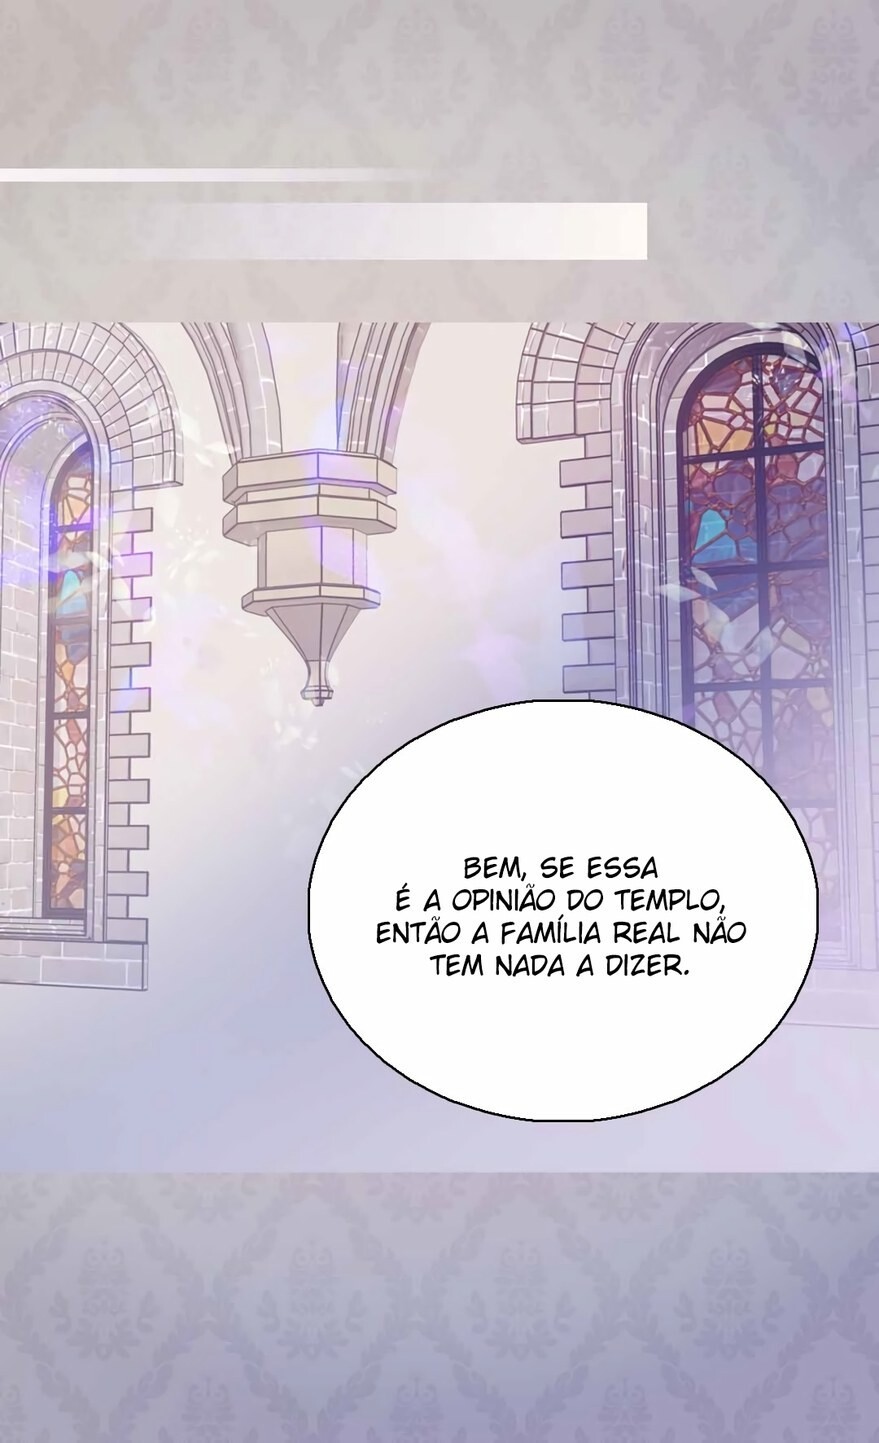 BEM, SE ESSA
É A OPINIÃO DO TEMPLO,
ENTÃO A FAMÍLIA REAL NÃO
TEM NADA A DIZER.